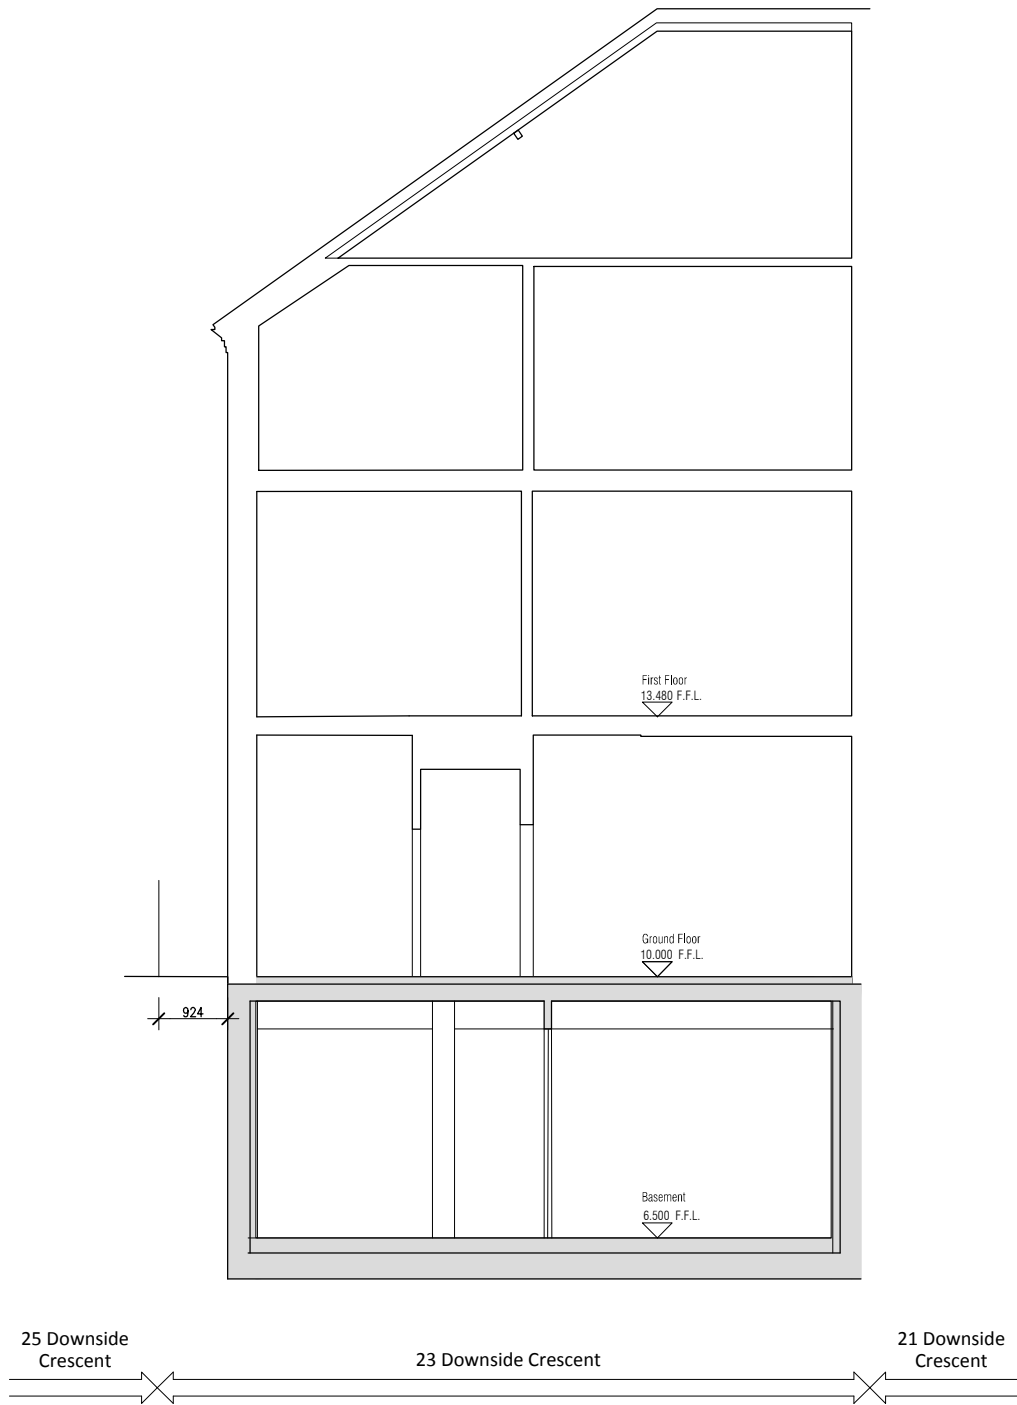 First Floor
13.480 F.F.L.
Ground Floor
10.000 F.F.L.
924
Basement
6.500 F.F.L.
25 Downside
Crescent
23 Downside Crescent
21 Downside
Crescent